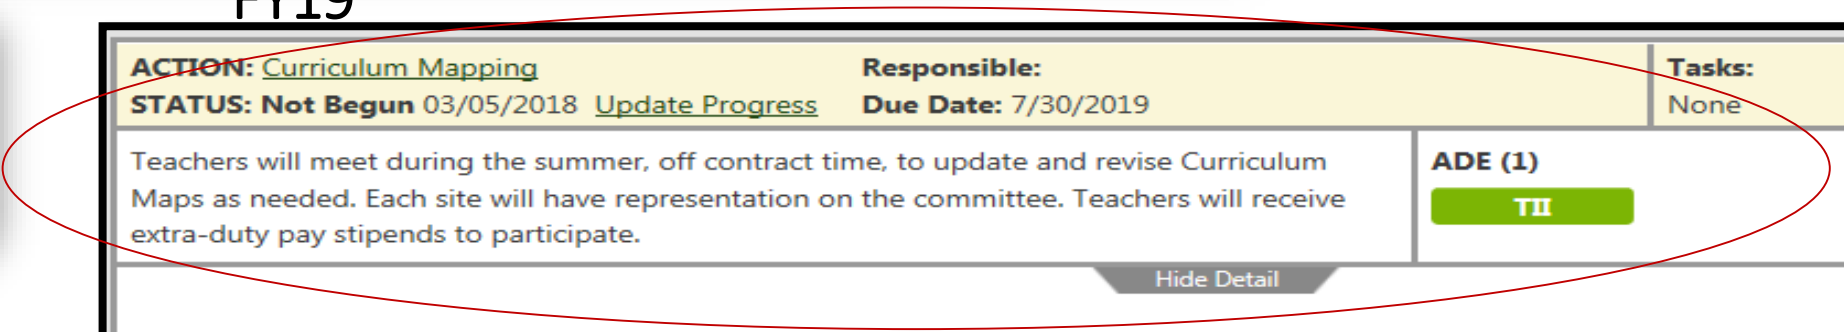 FY19
ACTION: Curriculum Mapping
STATUS: Not Begun 03/05/2018 Update Progress
Responsible:
Due Date: 7/30/2019
Tasks:
None
Teachers will meet during the summer, off contract time, to update and revise Curriculum
Maps as needed. Each site will have representation on the committee. Teachers will receive
extra-duty pay stipends to participate.
ADE (1)
TII
Hide Detail